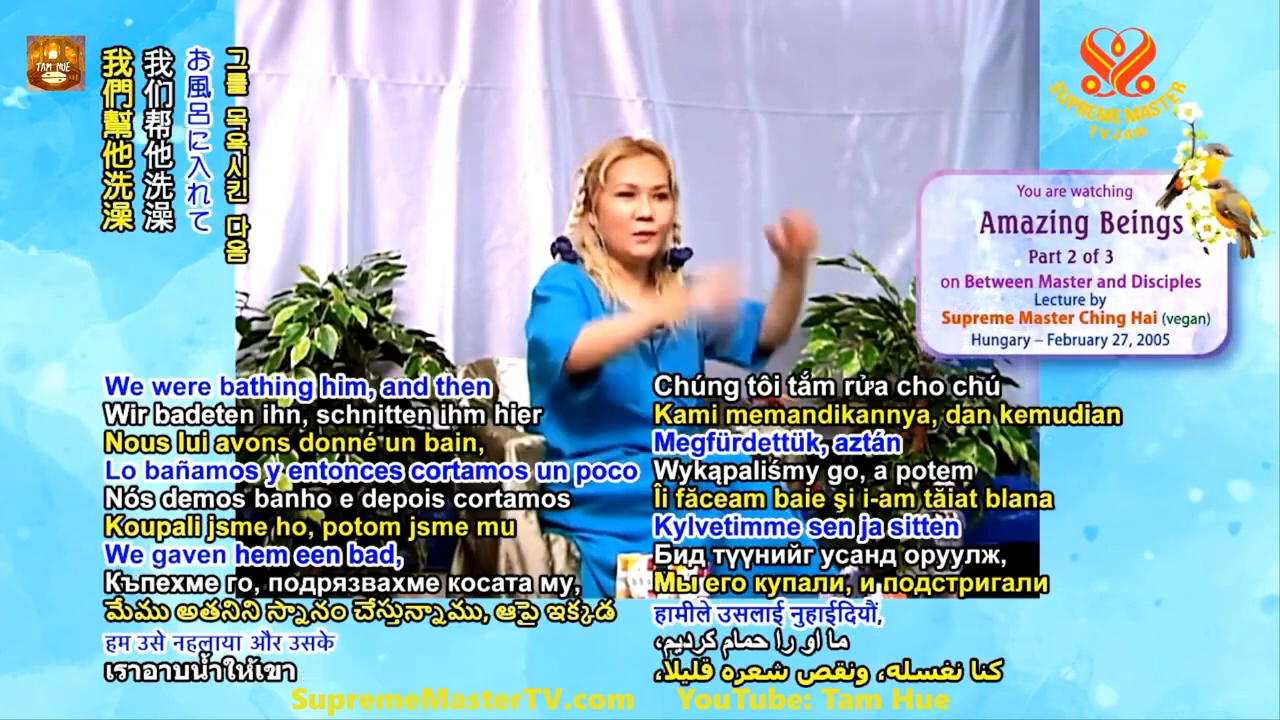 TAM HUE
我們幫他洗澡
我们帮他洗澡
お風呂に入れて
그를 목욕시킨 다음
SUPREME MASTER
TV.com
You are watching
Amazing Beings
Part 2 of 3
on Between Master and Disciples
Lecture by
Supreme Master Ching Hai (vegan)
Hungary – February 27, 2005
We were bathing him, and then
Wir badeten ihn, schnitten ihm hier
Nous lui avons donné un bain,
Lo bañamos y entonces cortamos un poco
Nós demos banho e depois cortamos
Koupali jsme ho, potom jsme mu
We gaven hem een bad,
Къпехме го, подрязвахме косата му,
మేము అతనిని స్నానం చేస్తున్నాము, ఆపై ఇక్కడ
हम उसे नहलाया और उसके
เราอาบน้ำให้เขา
Chúng tôi tắm rửa cho chú
Kami memandikannya, dan kemudian
Megfürdettük, aztán
Wykąpaliśmy go, a potem
Îi făceam baie şi i-am tăiat blana
Kylvetimme sen ja sitten
Бид түүнийг усанд оруулж,
Мы его купали, и подстригали
हामीले उसलाई नुहाईदियौं,
ما او را حمام کردیم،
كنا نغسله، ونقص شعره قليلا،
SupremeMasterTV.com
YouTube: Tam Hue